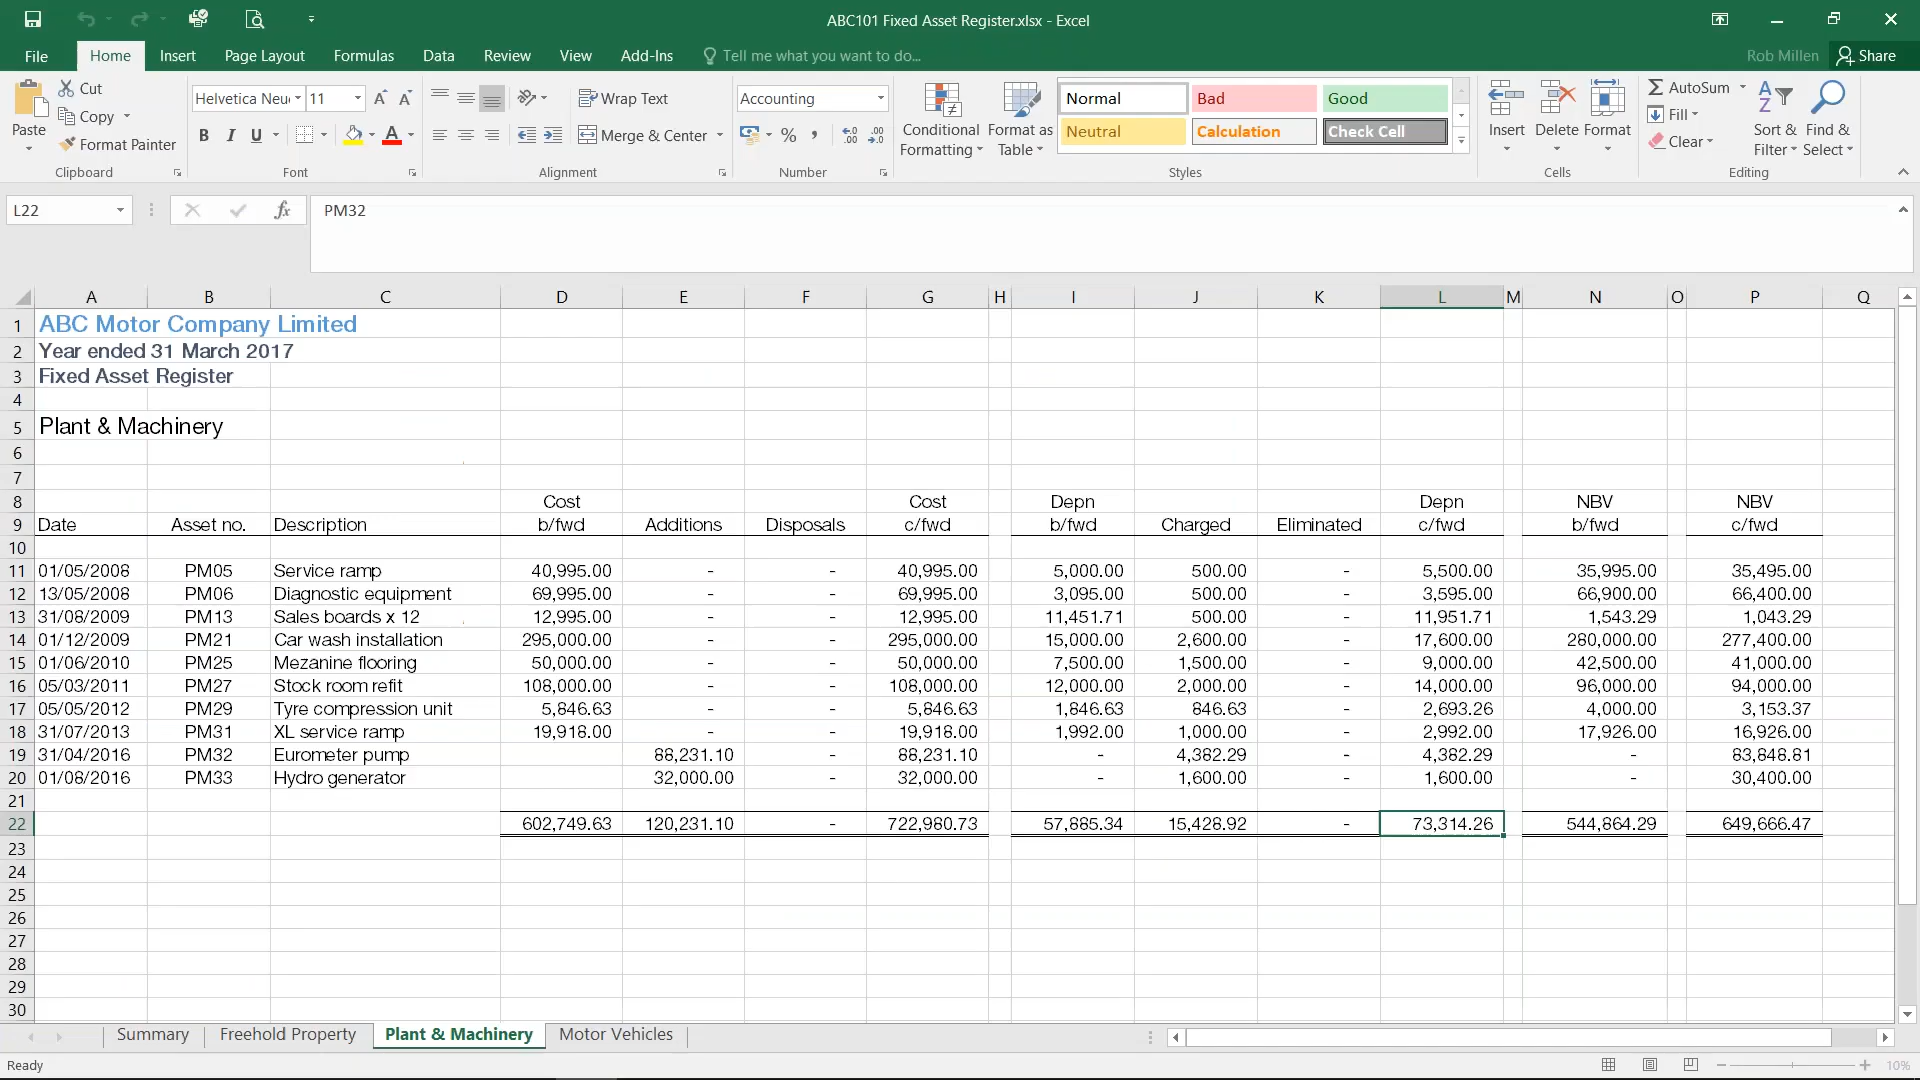 ABC101 Fixed Asset Register.xlsx - Excel
File Home Insert Page Layout Formulas Data Review View Add-Ins Tell me what you want to do... Rob Millen Share
Paste Cut Copy Format Painter
Clipboard
Helvetica Neu 11
B I U A
Font
Wrap Text
Merge & Center
Alignment
Accounting
% , .00
Number
Conditional Formatting
Format as Table
Normal Bad Good
Neutral Calculation Check Cell
Styles
Insert Delete Format
Cells
AutoSum
Fill
Clear
Sort & Filter
Find & Select
Editing
L22 fx PM32
A B C D E F G H I J K L M N O P Q
1 ABC Motor Company Limited
2 Year ended 31 March 2017
3 Fixed Asset Register
4
5 Plant & Machinery
6
7
8 Cost Cost Depn Depn NBV NBV
9 Date Asset no. Description b/fwd Additions Disposals c/fwd b/fwd Charged Eliminated c/fwd b/fwd c/fwd
10
11 01/05/2008 PM05 Service ramp 40,995.00 - - 40,995.00 5,000.00 500.00 - 5,500.00 35,995.00 35,495.00
12 13/05/2008 PM06 Diagnostic equipment 69,995.00 - - 69,995.00 3,095.00 500.00 - 3,595.00 66,900.00 66,400.00
13 31/08/2009 PM13 Sales boards x 12 12,995.00 - - 12,995.00 11,451.71 500.00 - 11,951.71 1,543.29 1,043.29
14 01/12/2009 PM21 Car wash installation 295,000.00 - - 295,000.00 15,000.00 2,600.00 - 17,600.00 280,000.00 277,400.00
15 01/06/2010 PM25 Mezanine flooring 50,000.00 - - 50,000.00 7,500.00 1,500.00 - 9,000.00 42,500.00 41,000.00
16 05/03/2011 PM27 Stock room refit 108,000.00 - - 108,000.00 12,000.00 2,000.00 - 14,000.00 96,000.00 94,000.00
17 05/05/2012 PM29 Tyre compression unit 5,846.63 - - 5,846.63 1,846.63 846.63 - 2,693.26 4,000.00 3,153.37
18 31/07/2013 PM31 XL service ramp 19,918.00 - - 19,918.00 1,992.00 1,000.00 - 2,992.00 17,926.00 16,926.00
19 31/04/2016 PM32 Eurometer pump 88,231.10 - 88,231.10 - 4,382.29 - 4,382.29 - 83,848.81
20 01/08/2016 PM33 Hydro generator 32,000.00 - 32,000.00 - 1,600.00 - 1,600.00 - 30,400.00
21
22 602,749.63 120,231.10 - 722,980.73 57,885.34 15,428.92 - 73,314.26 544,864.29 649,666.47
23
24
25
26
27
28
29
30
Summary Freehold Property Plant & Machinery Motor Vehicles
Ready 10%